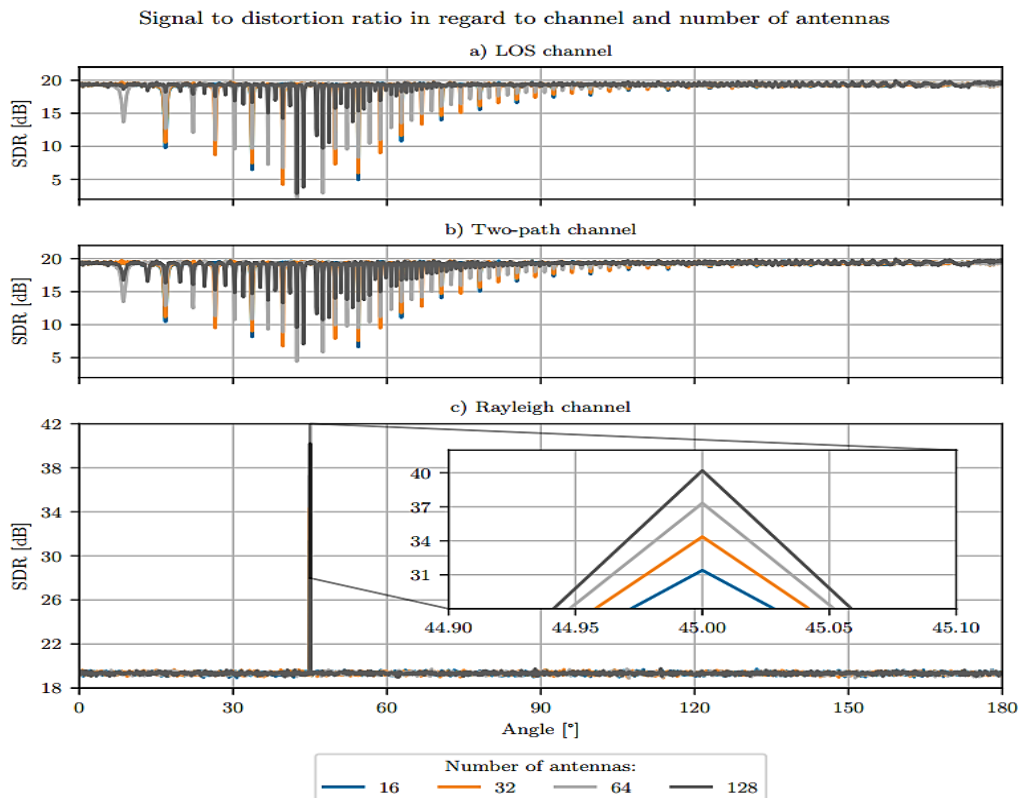 Signal to distortion ratio in regard to channel and number of antennas
a) LOS channel
20
15
10
5
SDR [dB]
b) Two-path channel
20
15
10
5
SDR [dB]
c) Rayleigh channel
42
38
34
30
26
22
18
SDR [dB]
40
37
34
31
44.90 44.95 45.00 45.05 45.10
0 30 60 90 120 150 180
Angle [°]
Number of antennas:
16 32 64 128